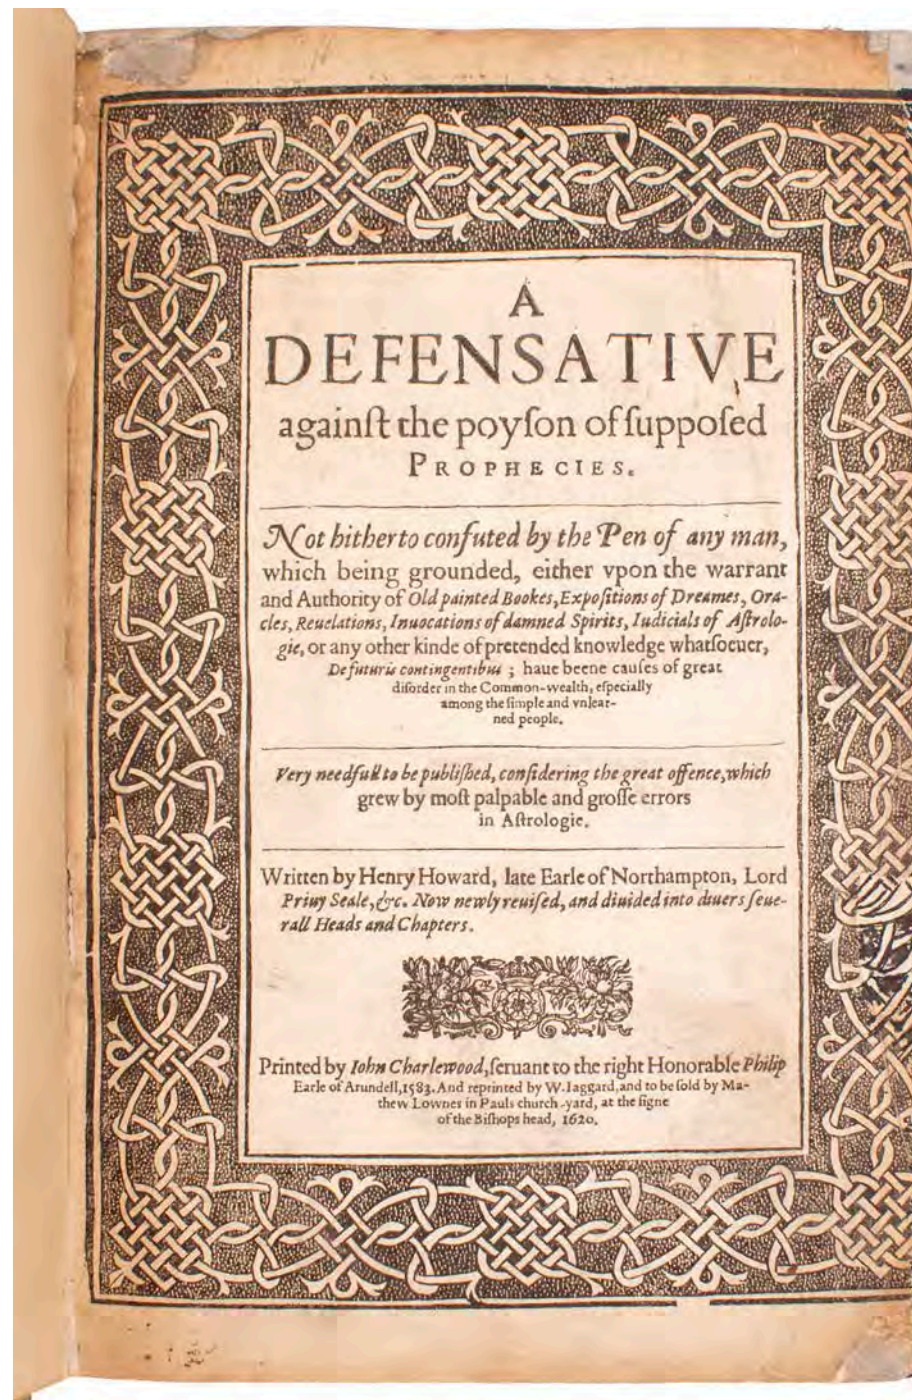 A
DEFENSATIVE
againſt the poyſon of ſuppoſed
PROPHECIES.
Not hitherto confuted by the Pen of any man,
which being grounded, either vpon the warrant
and Authority of Old painted Bookes, Expoſitions of Dreames, Ora-
cles, Reuelations, Inuocations of damned Spirits, Iudicials of Aſtrolo-
gie, or any other kinde of pretended knowledge whatſoeuer,
De futuris contingentibus ; haue beene cauſes of great
diſorder in the Common-wealth, eſpecially
among the ſimple and vnlear-
ned people.
Very needfull to be publiſhed, conſidering the great offence, which
grew by moſt palpable and groſſe errors
in Aſtrologie.
Written by Henry Howard, late Earle of Northampton, Lord
Priuy Seale, &c. Now newly reuiſed, and diuided into diuers ſeue-
rall Heads and Chapters.
Printed by Iohn Charlewood, ſeruant to the right Honorable Philip
Earle of Arundell, 1583. And reprinted by W. Iaggard, and to be ſold by Ma-
thew Lownes in Pauls church-yard, at the ſigne
of the Biſhops head, 1620.